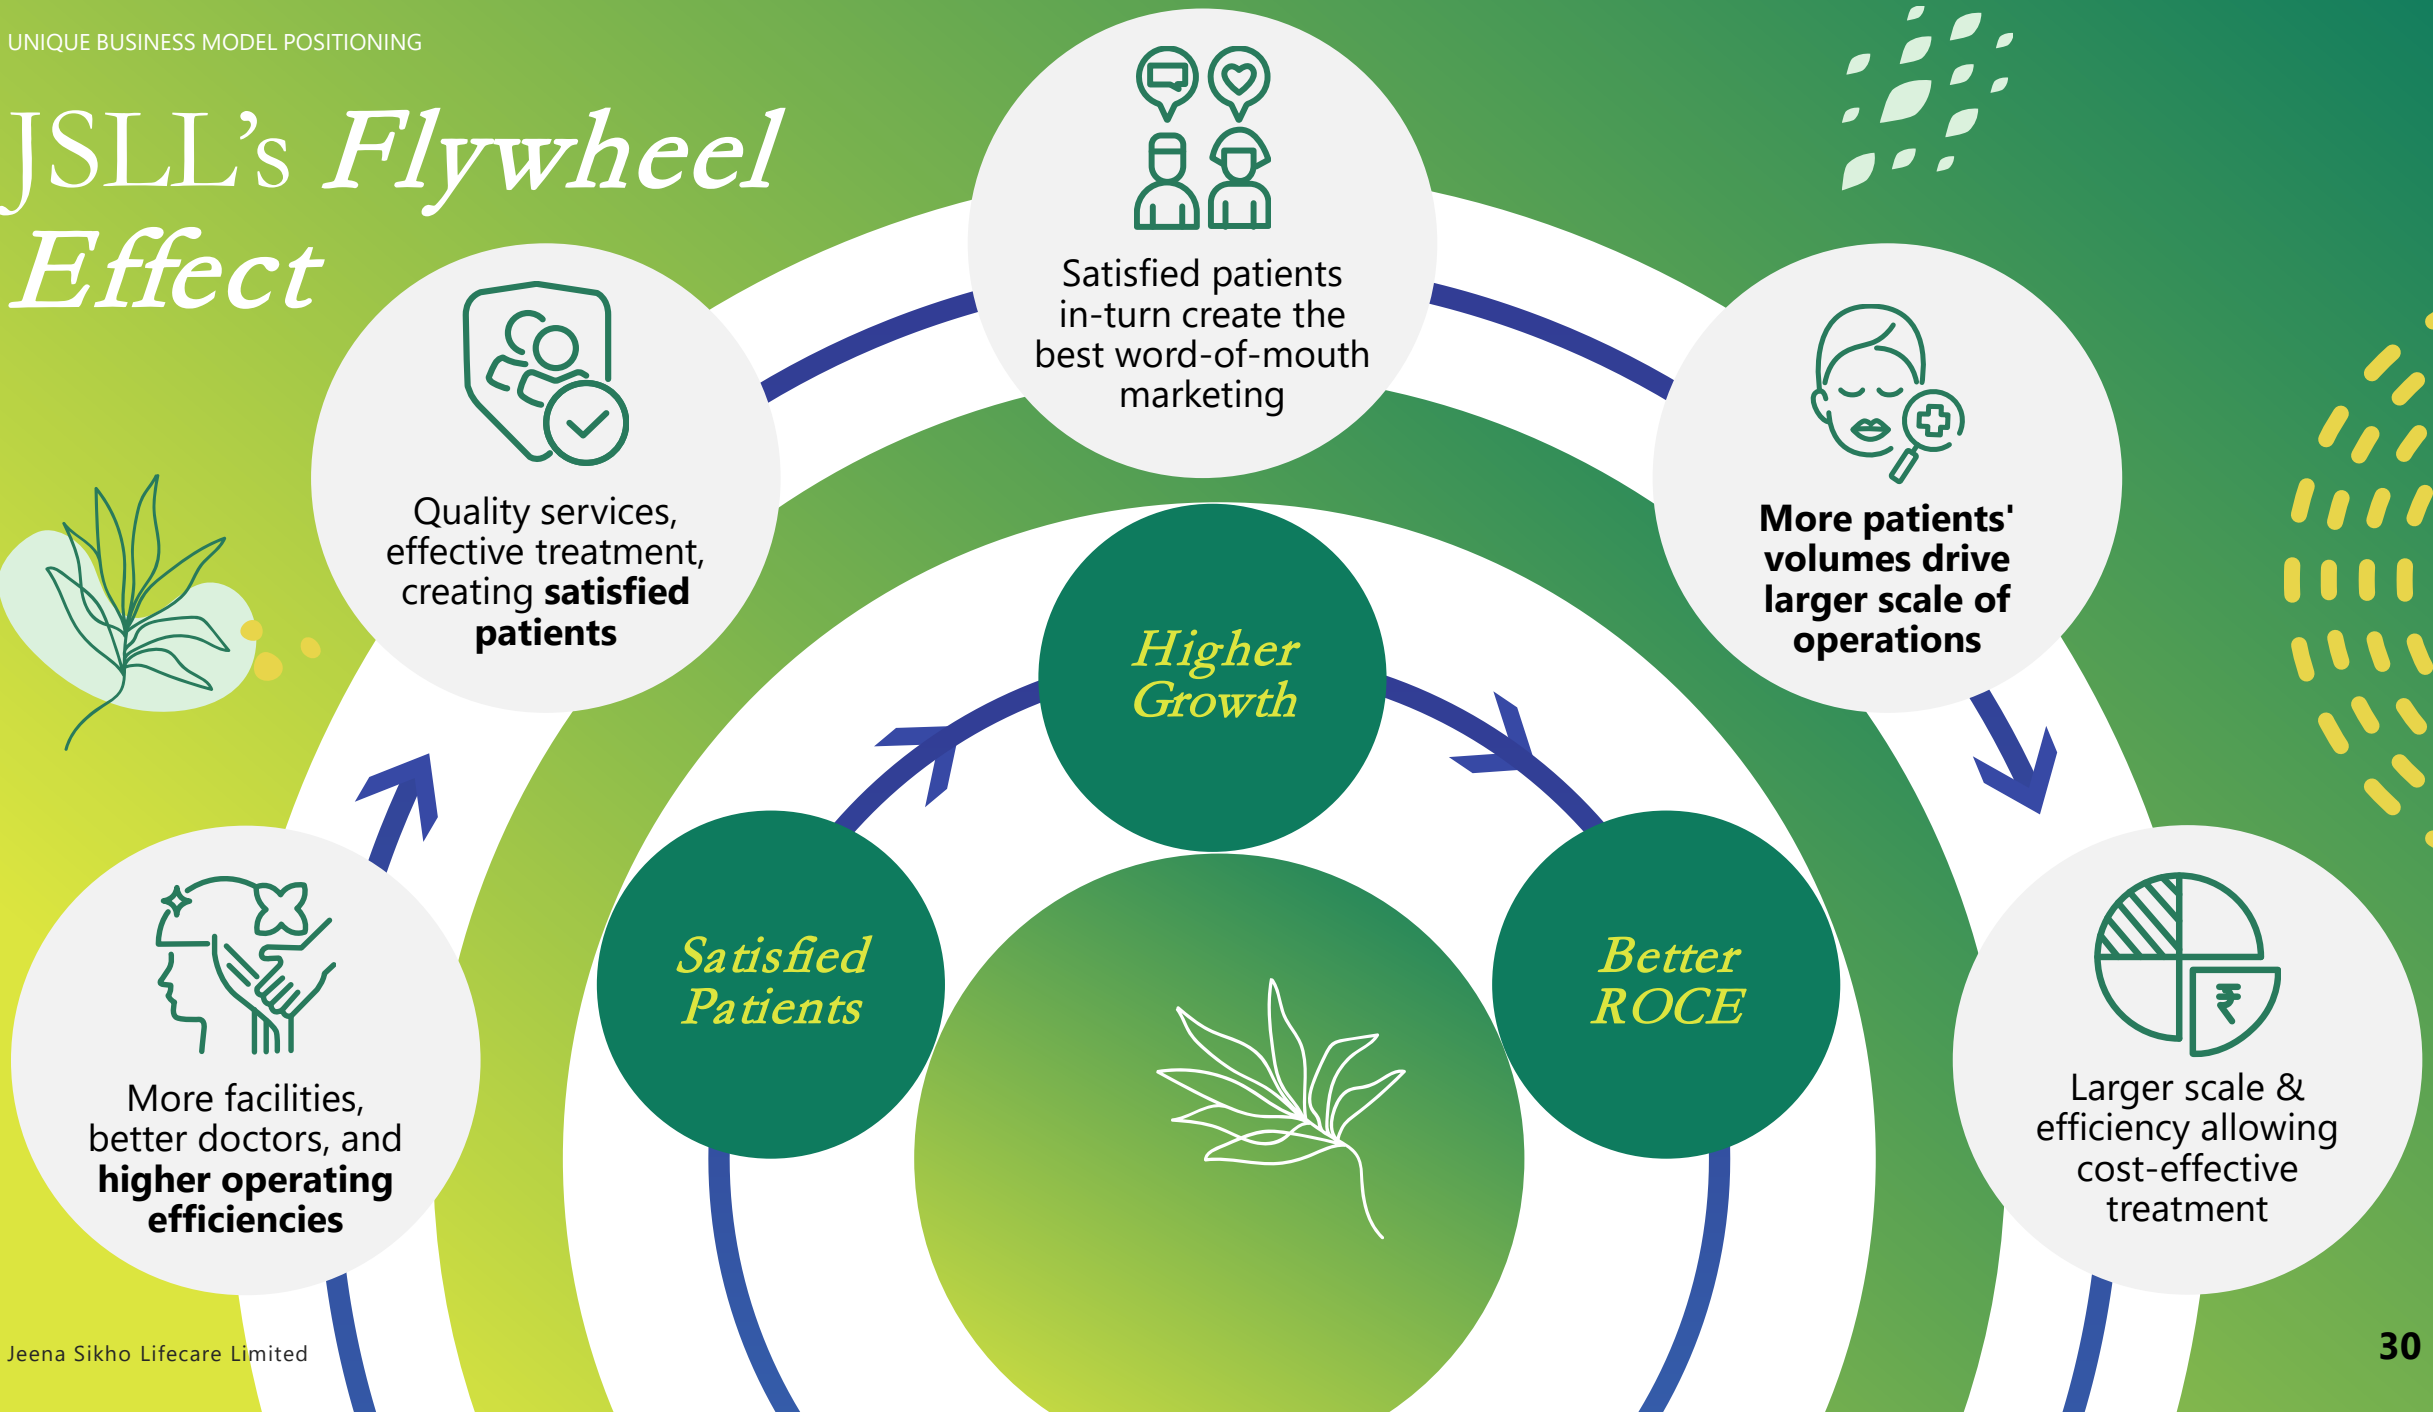 UNIQUE BUSINESS MODEL POSITIONING
JSLL’s Flywheel
Effect
More facilities,
better doctors, and
higher operating
efficiencies
Quality services,
effective treatment,
creating satisfied
patients
Satisfied patients
in-turn create the
best word-of-mouth
marketing
More patients'
volumes drive
larger scale of
operations
Larger scale &
efficiency allowing
cost-effective
treatment
₹
Satisfied
Patients
Higher
Growth
Better
ROCE
Jeena Sikho Lifecare Limited
30